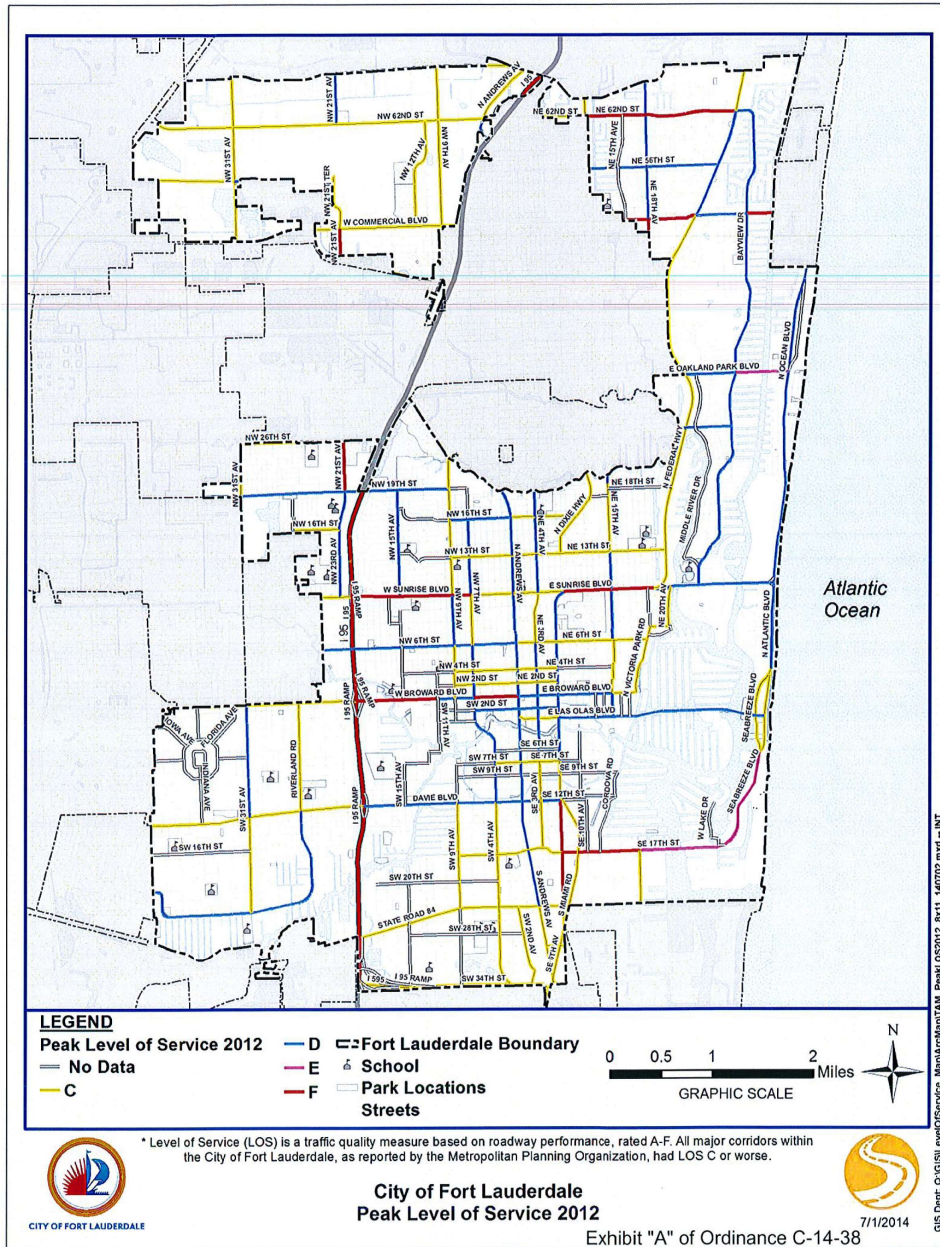 N ANDREWS AV
I 95
NW 21ST AV
NW 62ND ST
NE 62ND ST
NW 31ST AV
NW 12TH AV
NW 9TH AV
NE 15TH AVE
NE 56TH ST
NE 18TH AV
NW 21ST TER
W COMMERCIAL BLVD
NW 21ST AV
BAYVIEW DR
N OCEAN BLVD
E OAKLAND PARK BLVD
NW 26TH ST
NW 31ST AV
NW 21ST AV
NW 19TH ST
NE 18TH ST
N FEDERAL HWY
MIDDLE RIVER DR
NW 16TH ST
NW 15TH AV
NW 16TH ST
NE 4TH AV
N DIXIE HWY
NE 15TH AV
NW 23RD AV
NW 13TH ST
NE 13TH ST
NW 7TH AV
N ANDREWS AV
I 95 RAMP
W SUNRISE BLVD
E SUNRISE BLVD
NW 9TH AV
NE 3RD AV
NE 20TH AV
N ATLANTIC BLVD
Atlantic
Ocean
I 95
I 95
NW 6TH ST
NE 6TH ST
NW 4TH ST
NE 4TH ST
N VICTORIA PARK RD
NW 2ND ST
NE 2ND ST
I 95 RAMP
I 95 RAMP
W BROWARD BLVD
E BROWARD BLVD
SW 2ND ST
SW 11TH AV
E LAS OLAS BLVD
SEABREEZE BLVD
IOWA AVE
FLORIDA AVE
INDIANA AVE
RIVERLAND RD
SE 6TH ST
SW 7TH ST
SE 7TH ST
SW 9TH ST
SE 9TH ST
SW 15TH AV
SE 3RD AV
CORDOVA RD
SEABREEZE BLVD
SW 31ST AV
I 95 RAMP
DAVIE BLVD
SE 12TH ST
SE 10TH AV
W LAKE DR
SW 9TH AV
SW 4TH AV
SW 16TH ST
SE 17TH ST
SW 20TH ST
S ANDREWS AV
S MIAMI RD
STATE ROAD 84
SW 28TH ST
SW 2ND AV
SE 9TH AV
I 595
I 95 RAMP
SW 34TH ST
LEGEND
Peak Level of Service 2012
No Data
C
D
E
F
Fort Lauderdale Boundary
School
Park Locations
Streets
0 0.5 1 2
Miles
GRAPHIC SCALE
N
* Level of Service (LOS) is a traffic quality measure based on roadway performance, rated A-F. All major corridors within
the City of Fort Lauderdale, as reported by the Metropolitan Planning Organization, had LOS C or worse.
City of Fort Lauderdale
Peak Level of Service 2012
CITY OF FORT LAUDERDALE
7/1/2014
Exhibit "A" of Ordinance C-14-38